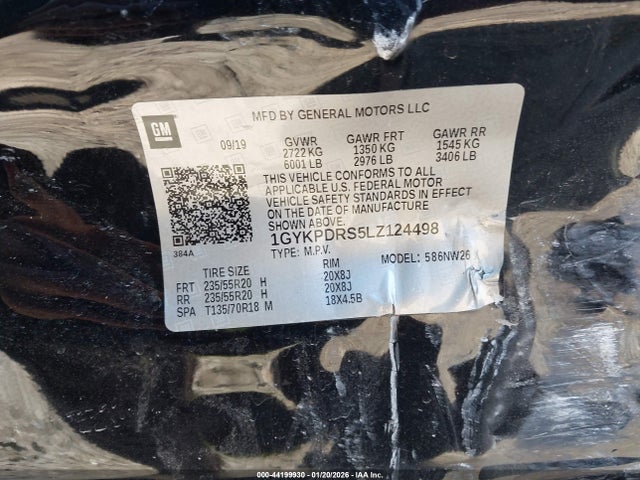 GM
MFD BY GENERAL MOTORS LLC
09/19 GVWR GAWR FRT GAWR RR
2722 KG 1350 KG 1545 KG
6001 LB 2976 LB 3406 LB
THIS VEHICLE CONFORMS TO ALL
APPLICABLE U.S. FEDERAL MOTOR
VEHICLE SAFETY STANDARDS IN EFFECT
ON THE DATE OF MANUFACTURE
SHOWN ABOVE.
1GYKPDRS5LZ124498
384A TYPE: M.P.V. MODEL: 586NW26
TIRE SIZE RIM
FRT 235/55R20 H 20X8J
RR 235/55R20 H 20X8J
SPA T135/70R18 M 18X4.5B
000-44199930 - 01/20/2026 - IAA Inc.